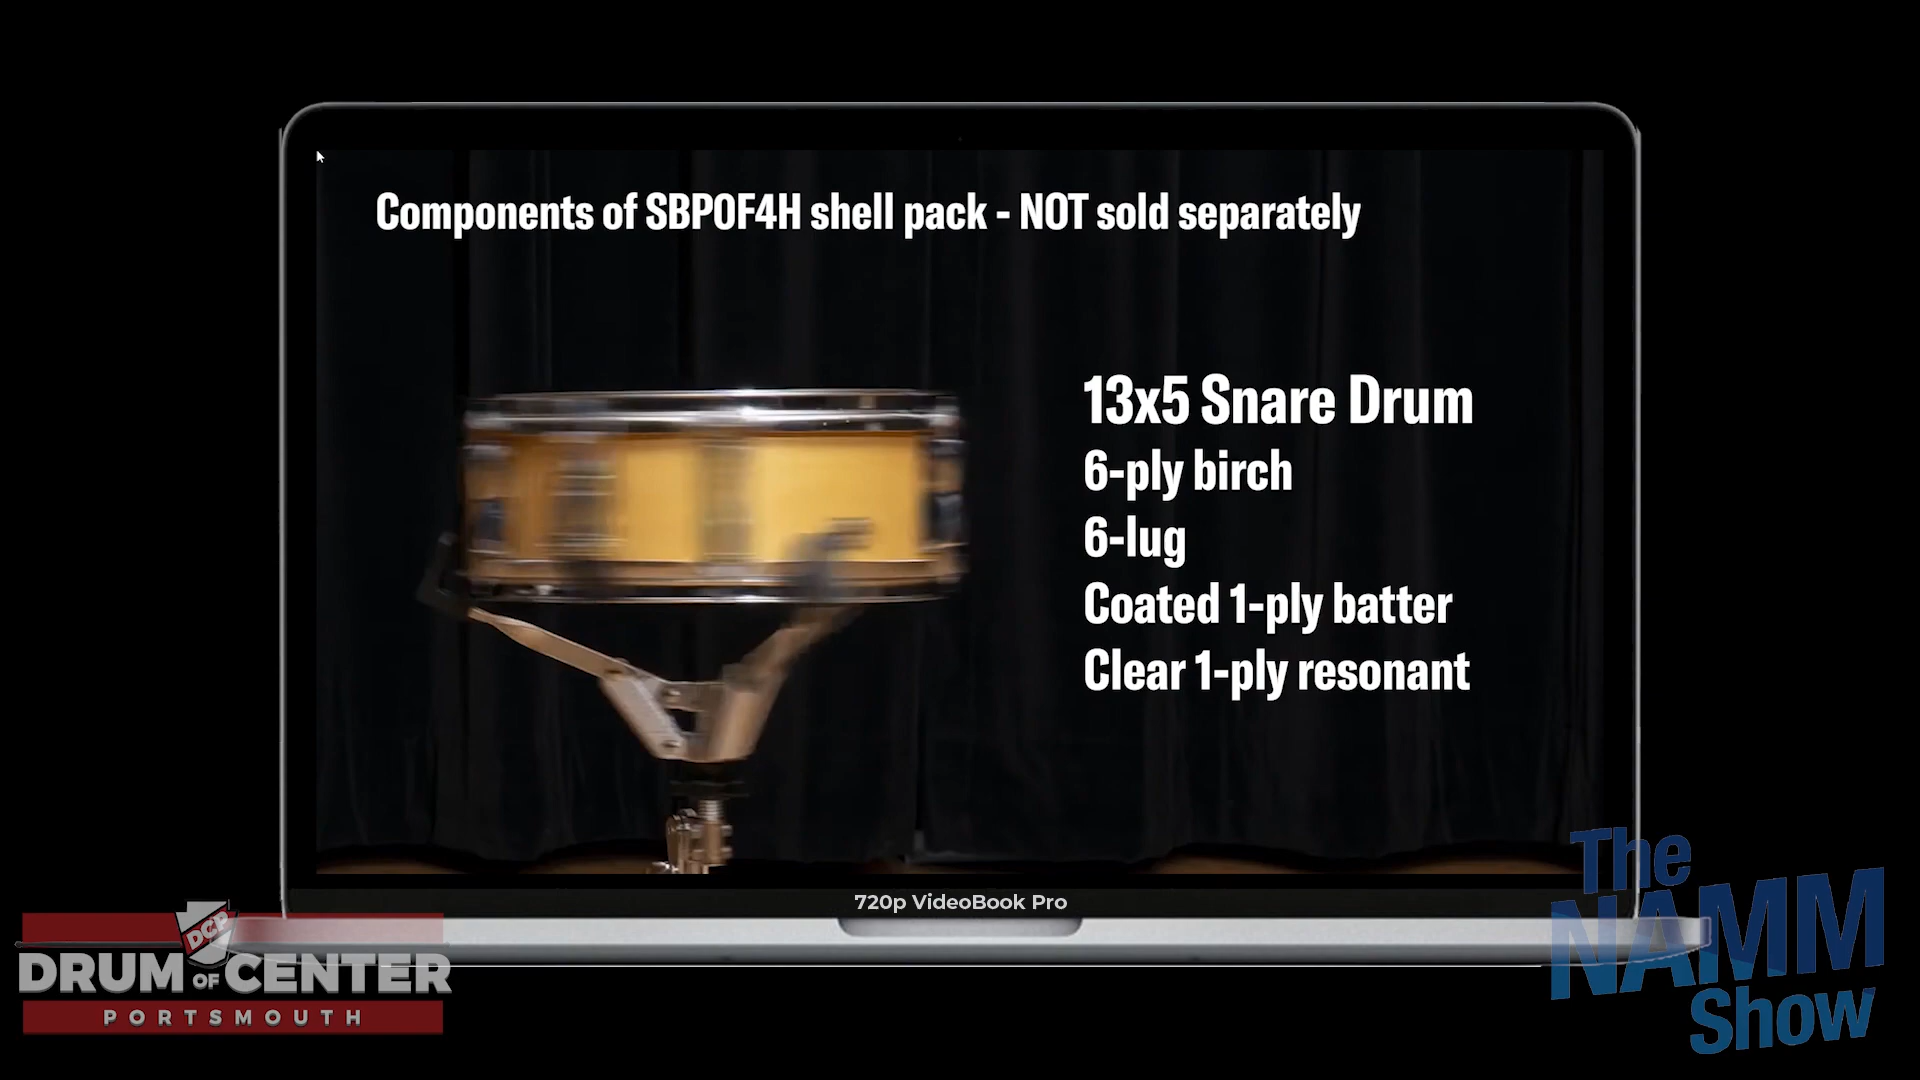 Components of SBP0F4H shell pack - NOT sold separately
13x5 Snare Drum
6-ply birch
6-lug
Coated 1-ply batter
Clear 1-ply resonant
720p VideoBook Pro
DCP
DRUM OF CENTER
PORTSMOUTH
The
NAMM
Show